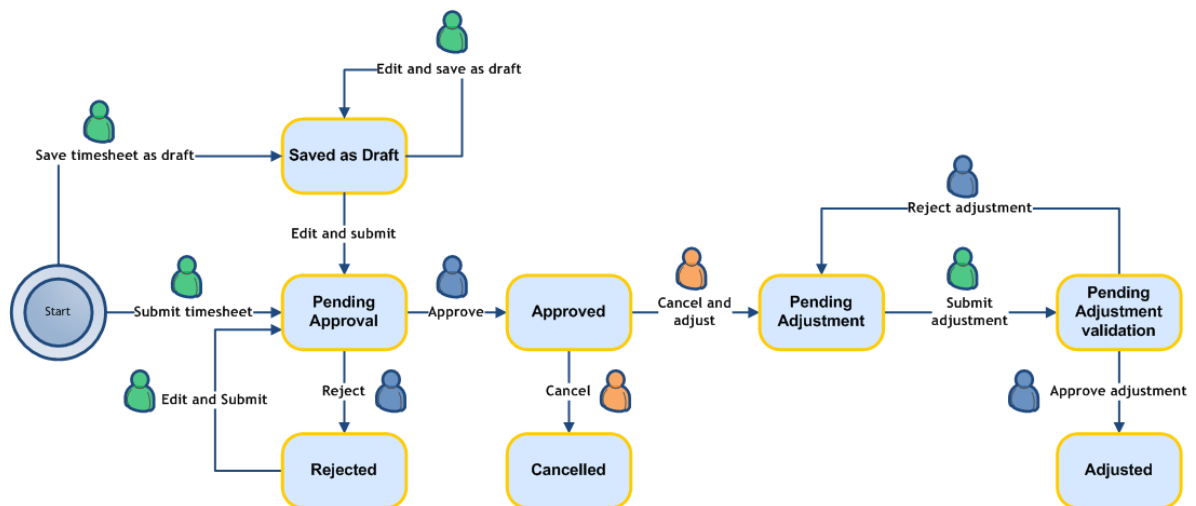 Edit and save as draft
Save timesheet as draft
Saved as Draft
Reject adjustment
Edit and submit
Start
Submit timesheet
Pending
Approval
Approve
Approved
Cancel and
adjust
Pending
Adjustment
Submit
adjustment
Pending
Adjustment
validation
Edit and Submit
Reject
Cancel
Approve adjustment
Rejected
Cancelled
Adjusted